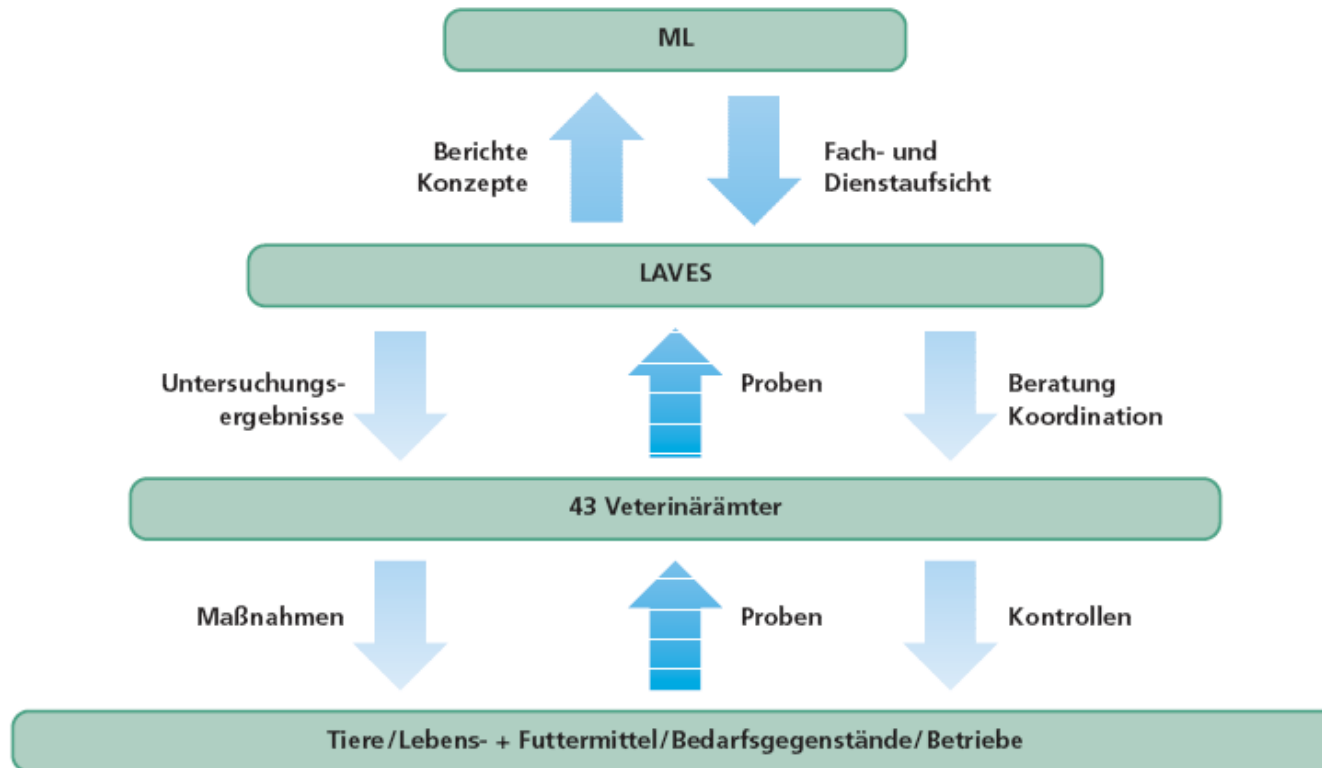 ML
Berichte
Konzepte
Fach- und
Dienstaufsicht
LAVES
Untersuchungs-
ergebnisse
Proben
Beratung
Koordination
43 Veterinärämter
Maßnahmen
Proben
Kontrollen
Tiere/Lebens- + Futtermittel/Bedarfsgegenstände/Betriebe